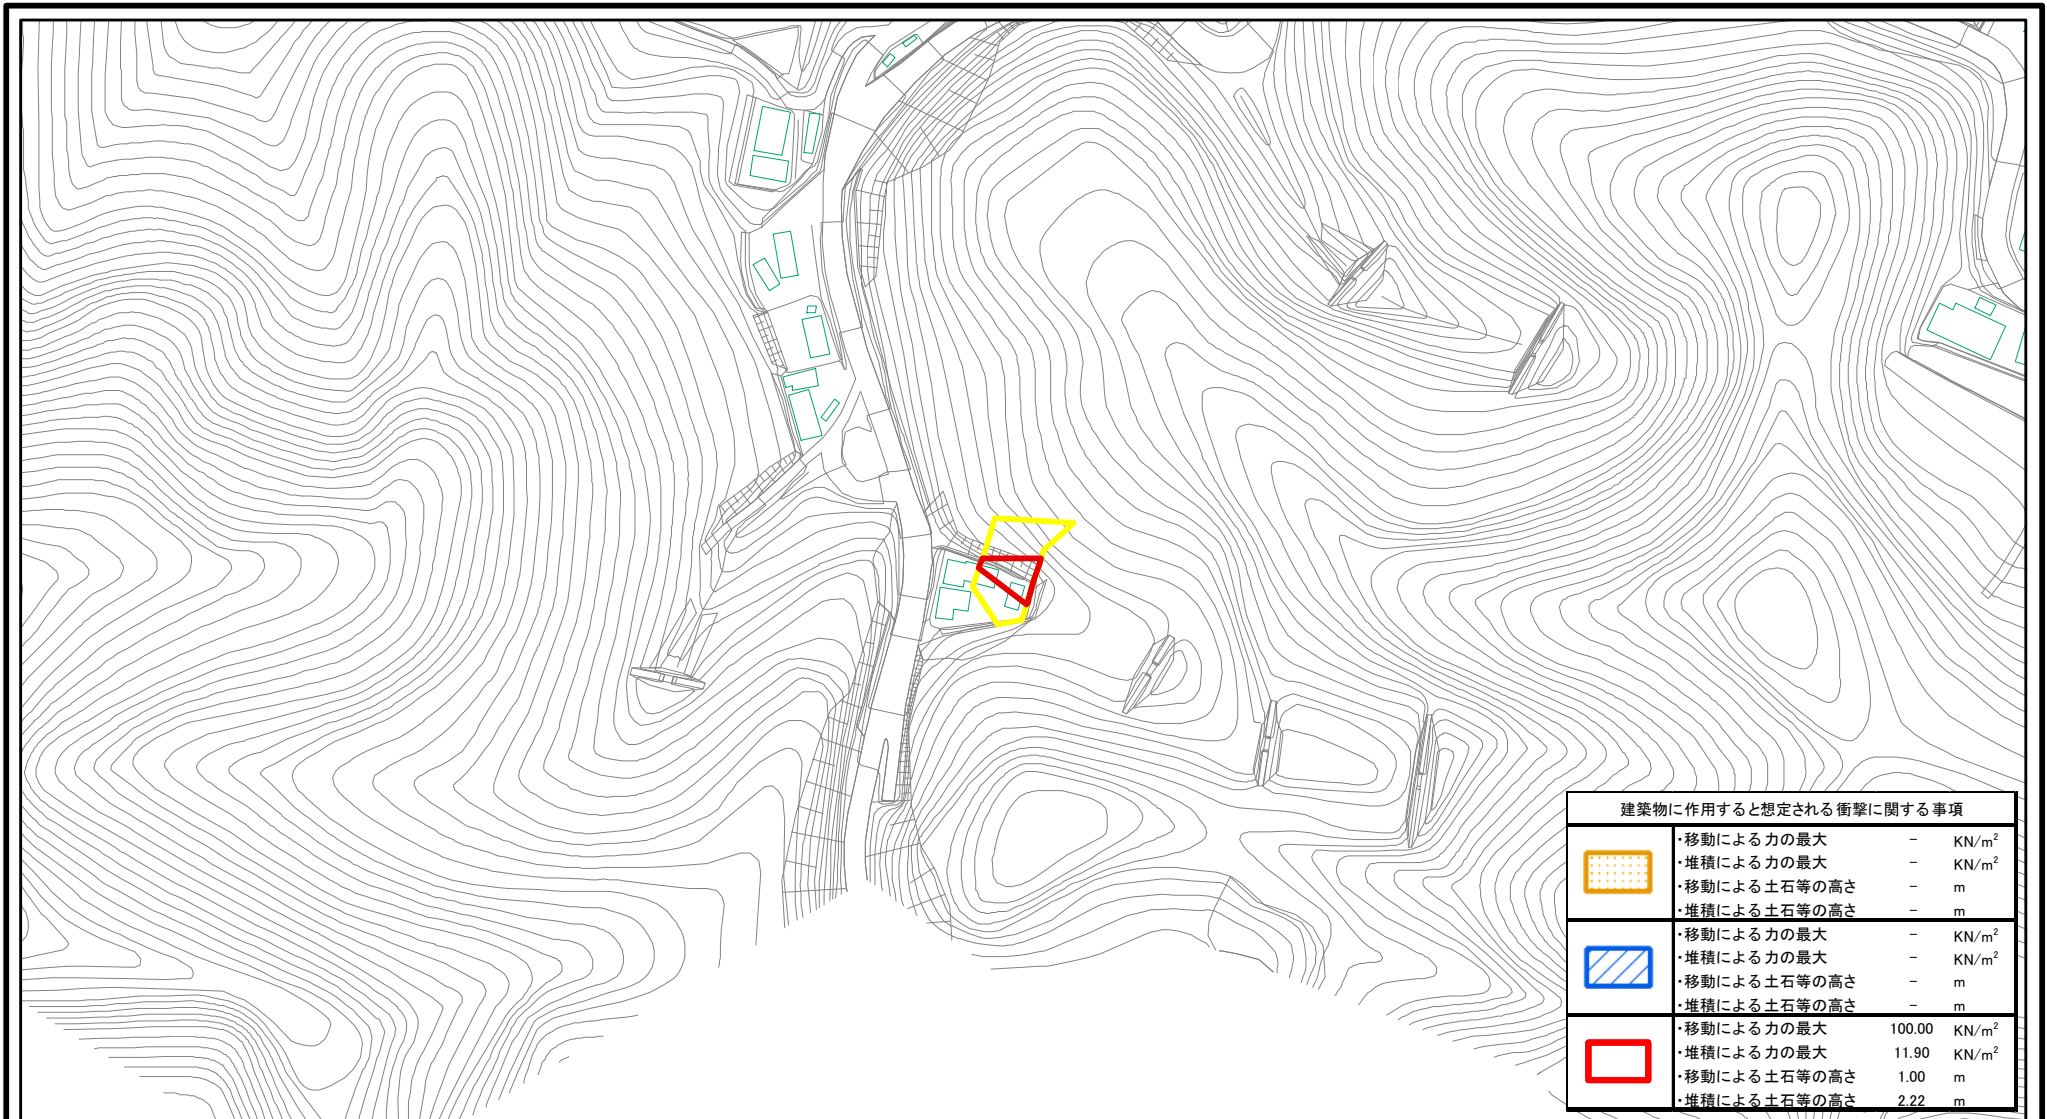 建築物に作用すると想定される衝撃に関する事項
・移動による力の最大 － KN/m²
・堆積による力の最大 － KN/m²
・移動による土石等の高さ － m
・堆積による土石等の高さ － m
・移動による力の最大 － KN/m²
・堆積による力の最大 － KN/m²
・移動による土石等の高さ － m
・堆積による土石等の高さ － m
・移動による力の最大 100.00 KN/m²
・堆積による力の最大 11.90 KN/m²
・移動による土石等の高さ 1.00 m
・堆積による土石等の高さ 2.22 m